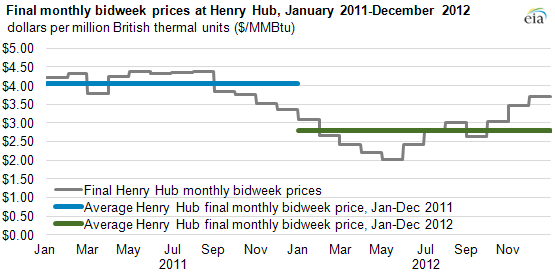 Final monthly bidweek prices at Henry Hub, January 2011-December 2012
dollars per million British thermal units ($/MMBtu)
eia
$5.00
$4.50
$4.00
$3.50
$3.00
$2.50
$2.00
$1.50
$1.00
$0.50
$0.00
Final Henry Hub monthly bidweek prices
Average Henry Hub final monthly bidweek price, Jan-Dec 2011
Average Henry Hub final monthly bidweek price, Jan-Dec 2012
Jan Mar May Jul Sep Nov Jan Mar May Jul Sep Nov
2011 2012